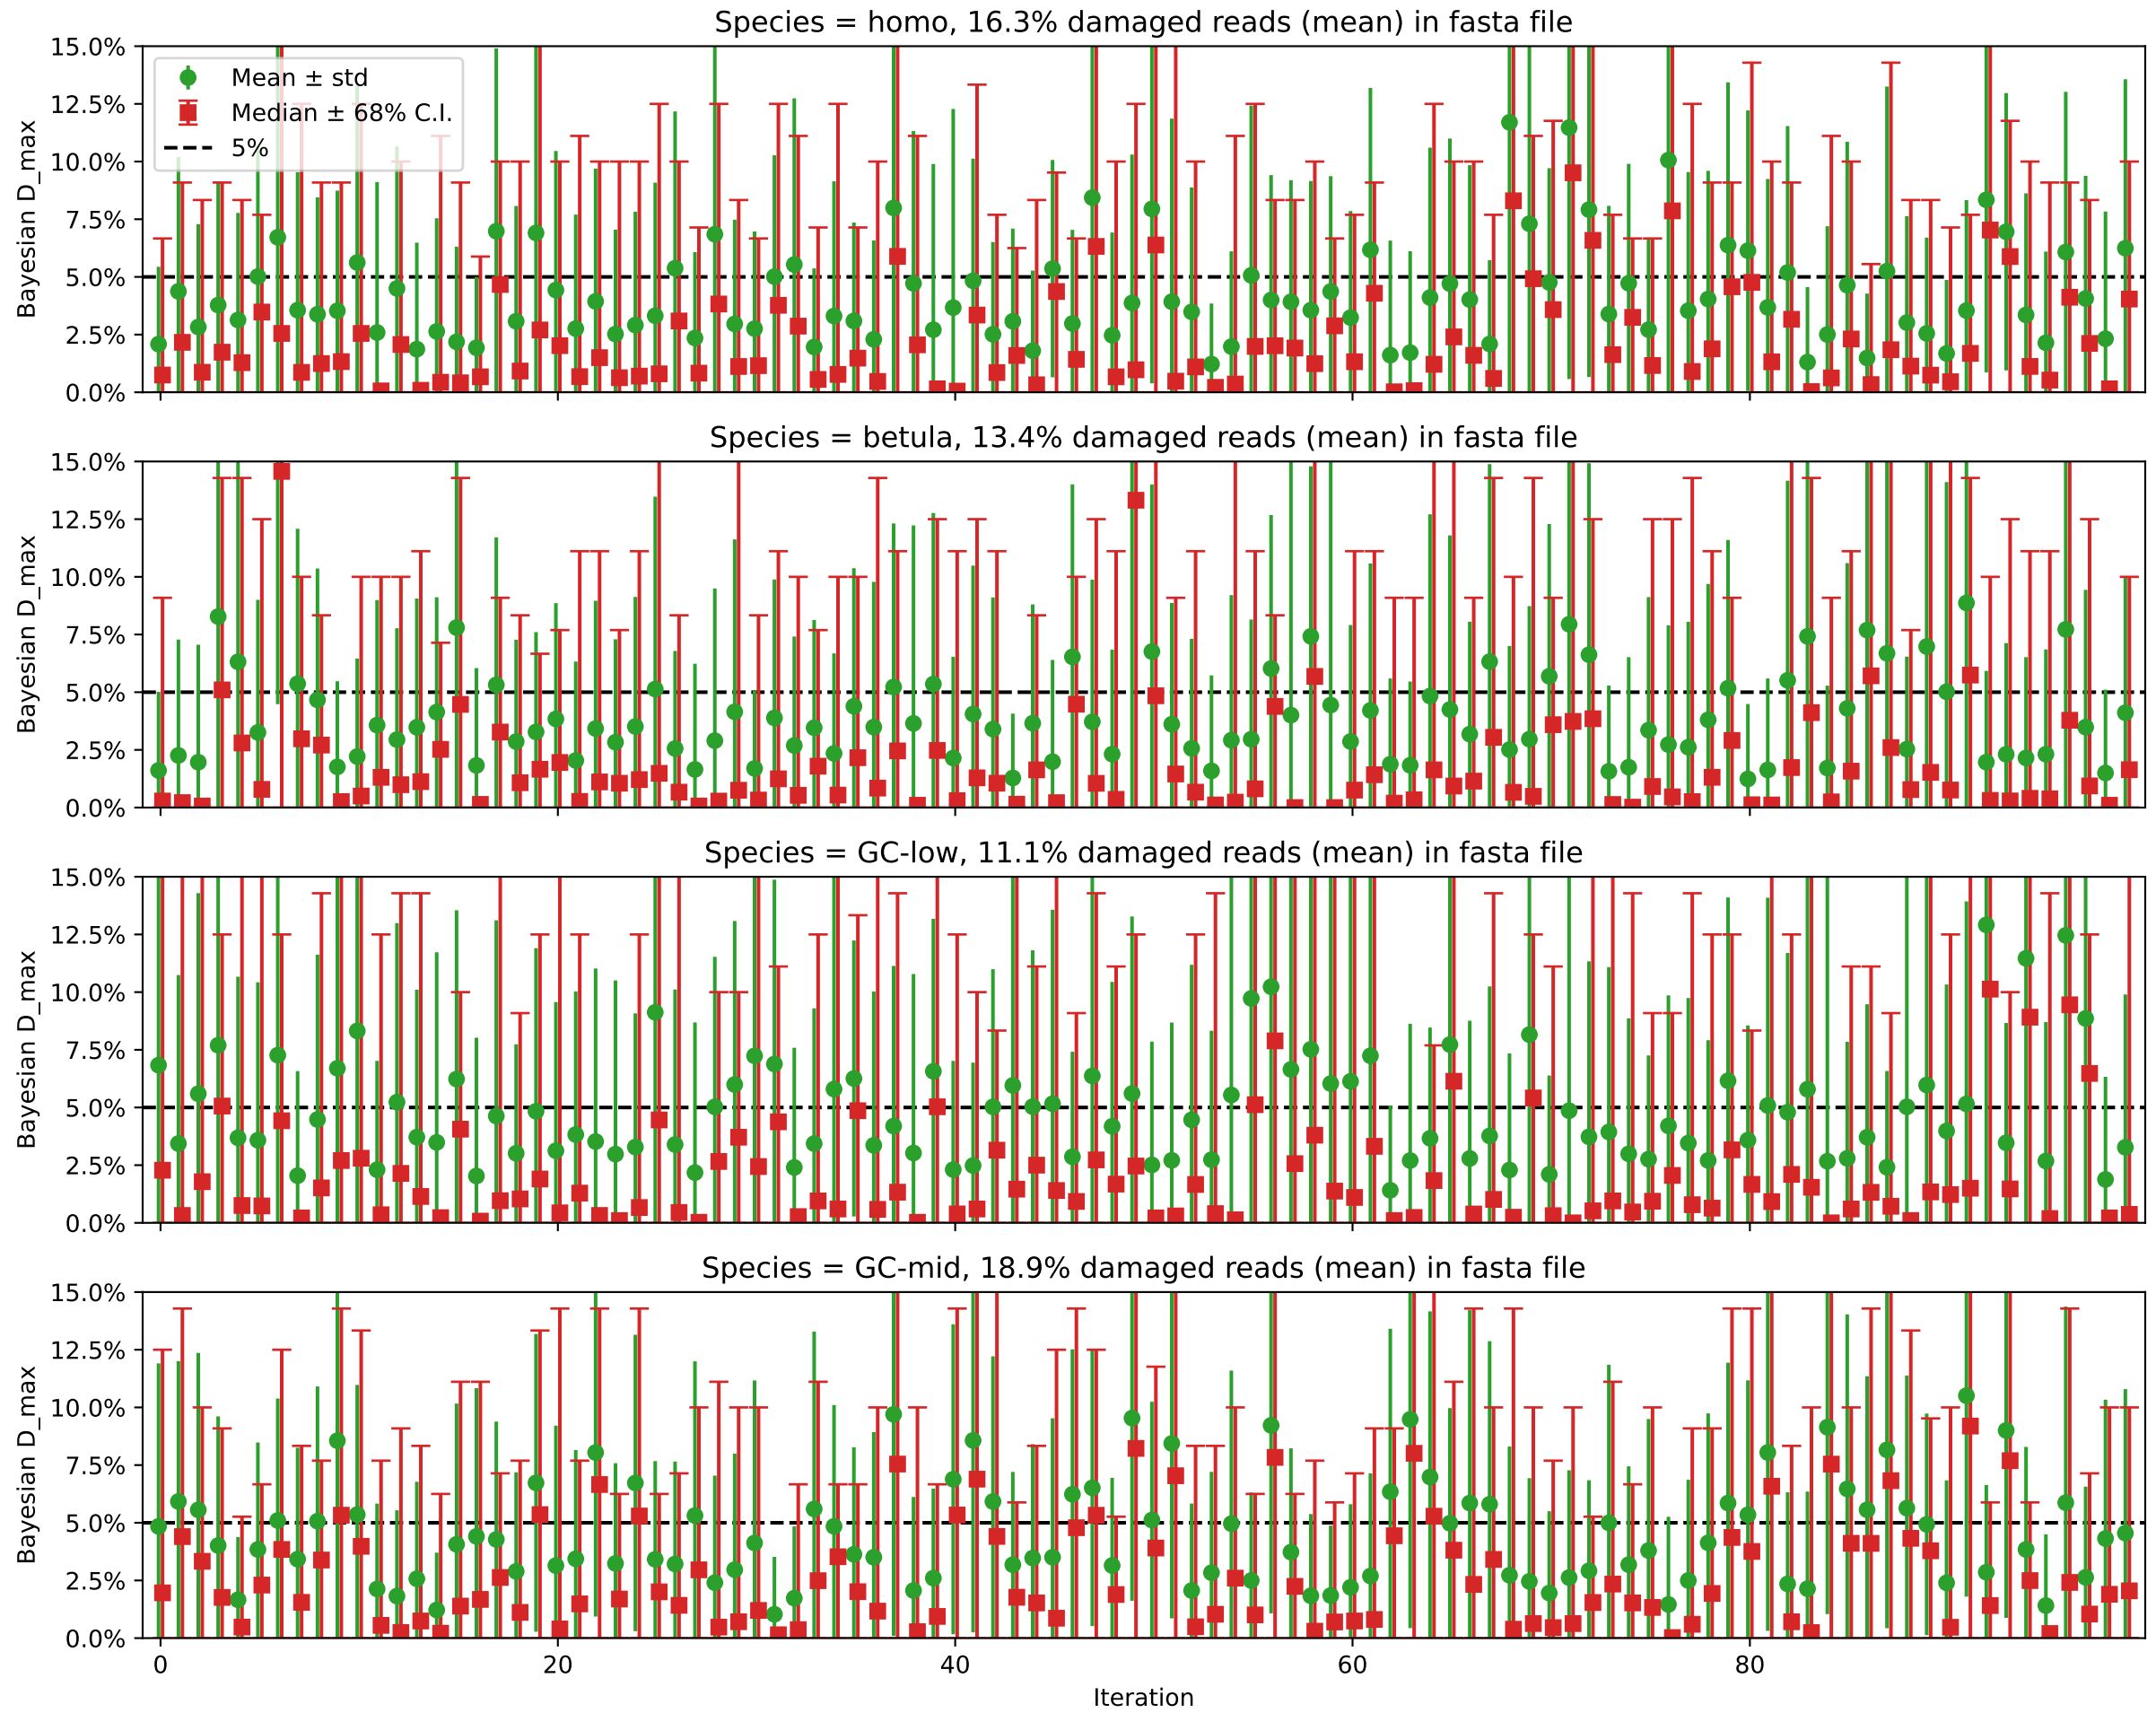 Species = homo, 16.3% damaged reads (mean) in fasta file
15.0%
12.5%
10.0%
7.5%
5.0%
2.5%
0.0%
Bayesian D_max
Mean ± std
Median ± 68% C.I.
5%
Species = betula, 13.4% damaged reads (mean) in fasta file
15.0%
12.5%
10.0%
7.5%
5.0%
2.5%
0.0%
Bayesian D_max
Species = GC-low, 11.1% damaged reads (mean) in fasta file
15.0%
12.5%
10.0%
7.5%
5.0%
2.5%
0.0%
Bayesian D_max
Species = GC-mid, 18.9% damaged reads (mean) in fasta file
15.0%
12.5%
10.0%
7.5%
5.0%
2.5%
0.0%
Bayesian D_max
0 20 40 60 80
Iteration